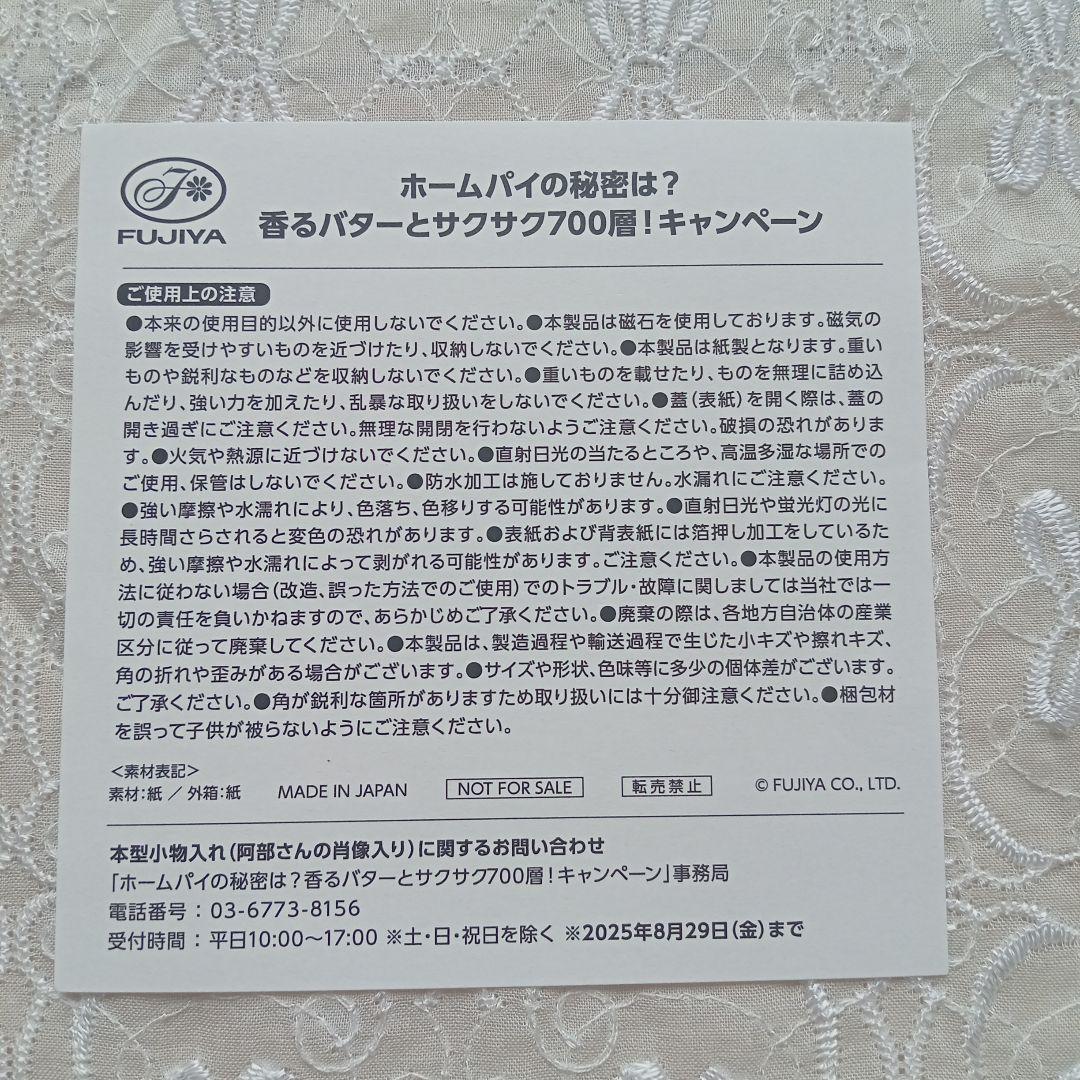 FUJIYA
ホームパイの秘密は？
香るバターとサクサク700層！キャンペーン
ご使用上の注意
●本来の使用目的以外に使用しないでください。●本製品は磁石を使用しております。磁気の
影響を受けやすいものを近づけたり、収納しないでください。●本製品は紙製となります。重い
ものや鋭利なものなどを収納しないでください。●重いものを載せたり、ものを無理に詰め込
んだり、強い力を加えたり、乱暴な取り扱いをしないでください。●蓋（表紙）を開く際は、蓋の
開き過ぎにご注意ください。無理な開閉を行わないようご注意ください。破損の恐れがありま
す。●火気や熱源に近づけないでください。●直射日光の当たるところや、高温多湿な場所での
ご使用、保管はしないでください。●防水加工は施しておりません。水漏れにご注意ください。
●強い摩擦や水濡れにより、色落ち、色移りする可能性があります。●直射日光や蛍光灯の光に
長時間さらされると変色の恐れがあります。●表紙および背表紙には箔押し加工をしているた
め、強い摩擦や水濡れによって剥がれる可能性があります。ご注意ください。●本製品の使用方
法に従わない場合（改造、誤った方法でのご使用）でのトラブル・故障に関しましては当社では一
切の責任を負いかねますので、あらかじめご了承ください。●廃棄の際は、各地方自治体の産業
区分に従って廃棄してください。●本製品は、製造過程や輸送過程で生じた小キズや擦れキズ、
角の折れや歪みがある場合がございます。●サイズや形状、色味等に多少の個体差がございます。
ご了承ください。●角が鋭利な箇所がありますため取り扱いには十分御注意ください。●梱包材
を誤って子供が被らないようにご注意ください。
＜素材表記＞
素材：紙 ／ 外箱：紙 MADE IN JAPAN NOT FOR SALE 転売禁止 © FUJIYA CO., LTD.
本型小物入れ（阿部さんの肖像入り）に関するお問い合わせ
「ホームパイの秘密は？香るバターとサクサク700層！キャンペーン」事務局
電話番号：03-6773-8156
受付時間：平日10:00～17:00 ※土・日・祝日を除く ※2025年8月29日（金）まで